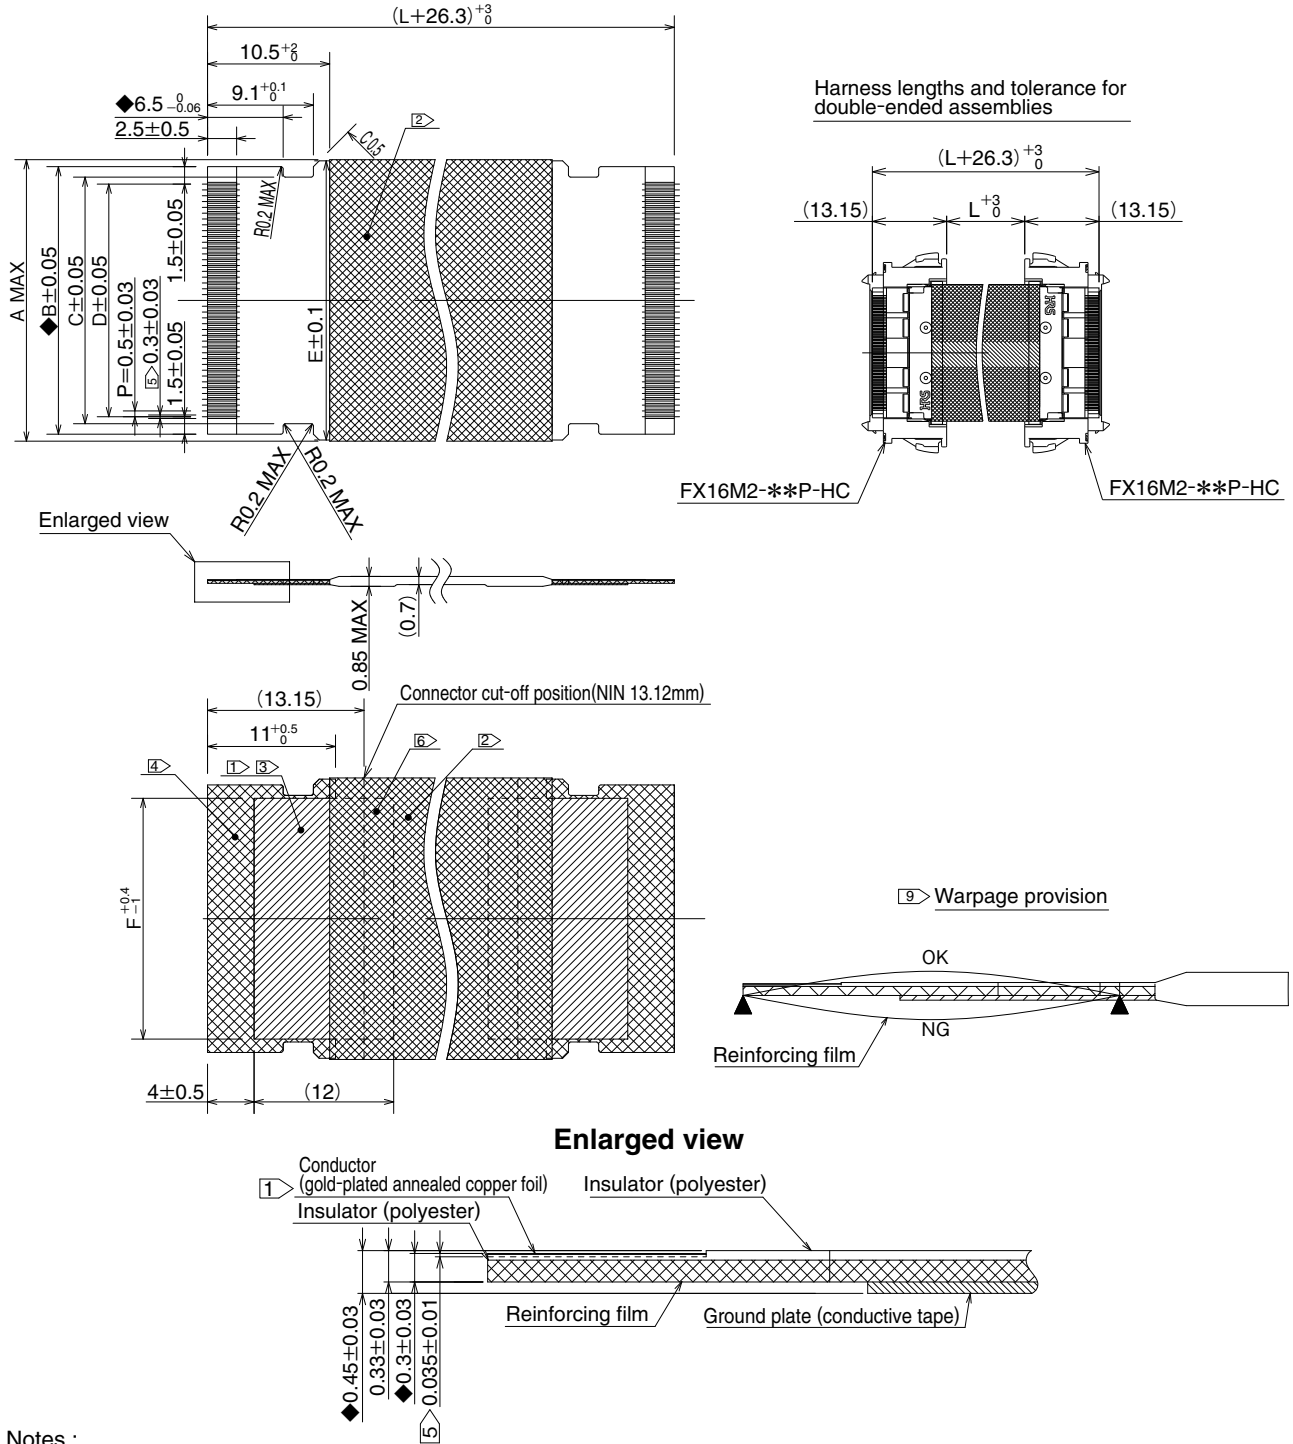 (L+26.3) +3 0
10.5 +2 0
9.1 +0.1 0
◆6.5 0 -0.06
2.5±0.5
2
C0.5
R0.2 MAX
A MAX
◆B±0.05
C±0.05
D±0.05
P=0.5±0.03
5 0.3±0.03
1.5±0.05
1.5±0.05
E±0.1
R0.2 MAX
R0.2 MAX
Harness lengths and tolerance for
double-ended assemblies
(L+26.3) +3 0
(13.15)
L +3 0
(13.15)
HRS
HRS
FX16M2-**P-HC
FX16M2-**P-HC
Enlarged view
0.85 MAX
(0.7)
(13.15)
Connector cut-off position(NIN 13.12mm)
11 +0.5 0
4
1 3
6
2
F +0.4 -1
4±0.5
(12)
9 Warpage provision
OK
NG
Reinforcing film
Enlarged view
Conductor
1 (gold-plated annealed copper foil)
Insulator (polyester)
Insulator (polyester)
◆0.45±0.03
0.33±0.03
◆0.3±0.03
5 0.035±0.01
Reinforcing film
Ground plate (conductive tape)
Notes :